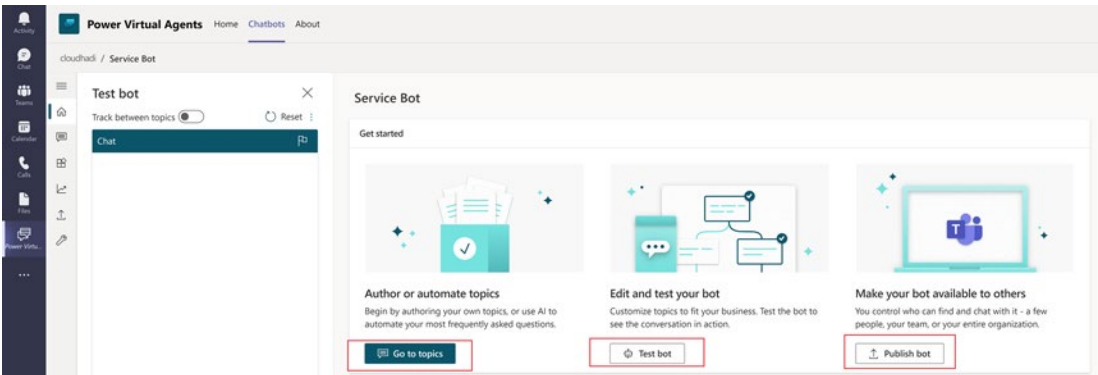 Activity
Chat
Teams
Calendar
Calls
Files
Power Virtu...
Power Virtual Agents Home Chatbots About
cloudhadi / Service Bot
Test bot
Track between topics
Reset
Chat
Service Bot
Get started
Author or automate topics
Begin by authoring your own topics, or use AI to
automate your most frequently asked questions.
Go to topics
Edit and test your bot
Customize topics to fit your business. Test the bot to
see the conversation in action.
Test bot
T
Make your bot available to others
You control who can find and chat with it - a few
people, your team, or your entire organization.
Publish bot